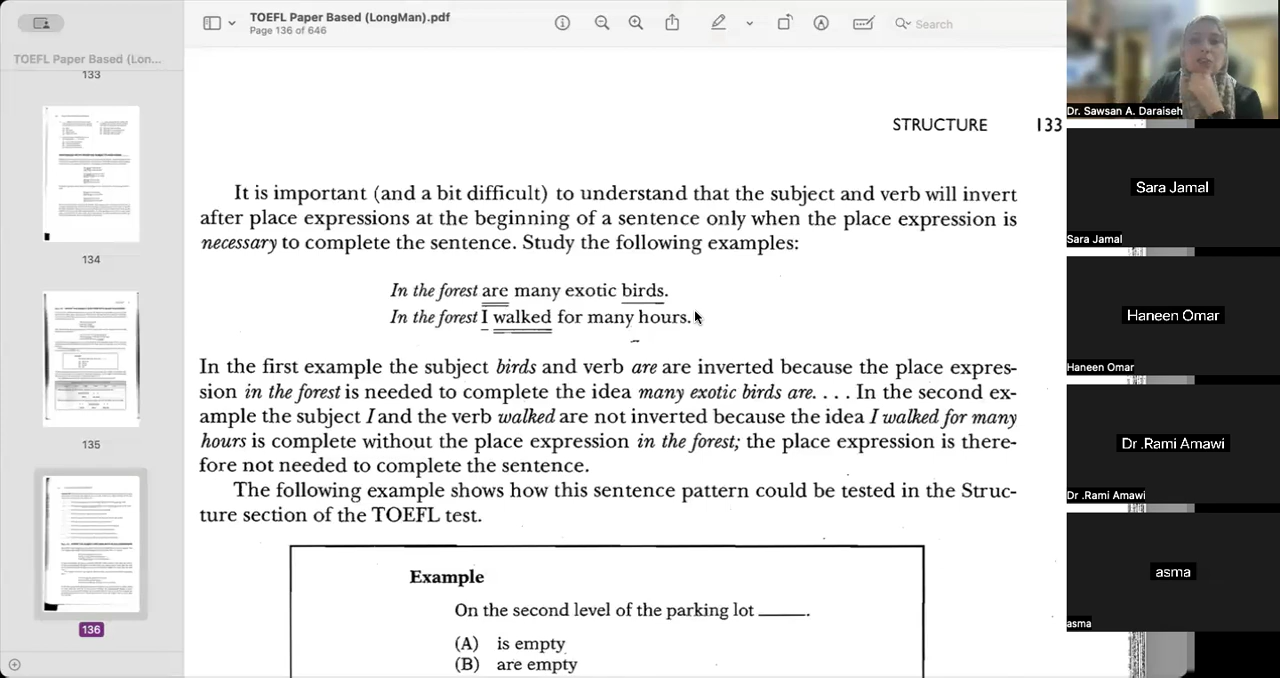 TOEFL Paper Based (LongMan).pdf
Page 136 of 646
Search
TOEFL Paper Based (Lon...
133
134
135
136
STRUCTURE 133
It is important (and a bit difficult) to understand that the subject and verb will invert
after place expressions at the beginning of a sentence only when the place expression is
necessary to complete the sentence. Study the following examples:
In the forest are many exotic birds.
In the forest I walked for many hours.
In the first example the subject birds and verb are are inverted because the place expres-
sion in the forest is needed to complete the idea many exotic birds are. . . . In the second ex-
ample the subject I and the verb walked are not inverted because the idea I walked for many
hours is complete without the place expression in the forest; the place expression is there-
fore not needed to complete the sentence.
The following example shows how this sentence pattern could be tested in the Struc-
ture section of the TOEFL test.
Example
On the second level of the parking lot _____.
(A) is empty
(B) are empty
Dr. Sawsan A. Daraiseh
Sara Jamal
Sara Jamal
Haneen Omar
Haneen Omar
Dr .Rami Amawi
Dr .Rami Amawi
asma
asma